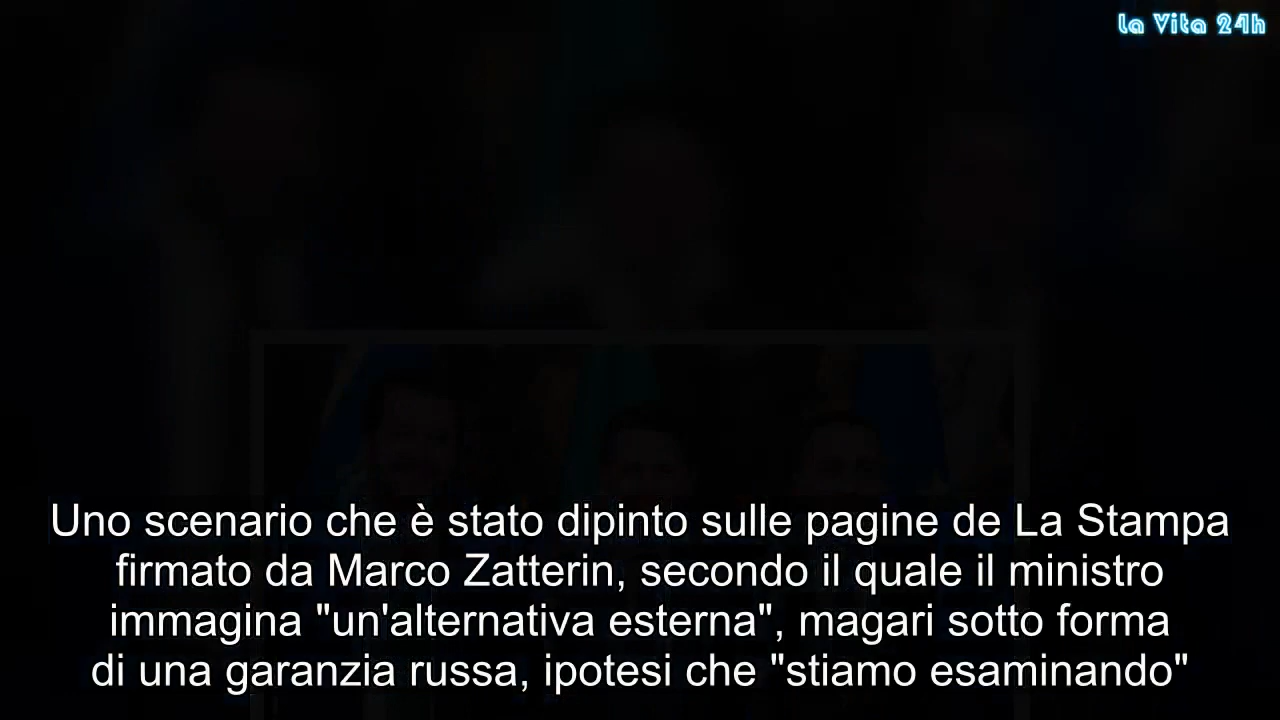 la Vita 24h
Uno scenario che è stato dipinto sulle pagine de La Stampa
firmato da Marco Zatterin, secondo il quale il ministro
immagina "un'alternativa esterna", magari sotto forma
di una garanzia russa, ipotesi che "stiamo esaminando"